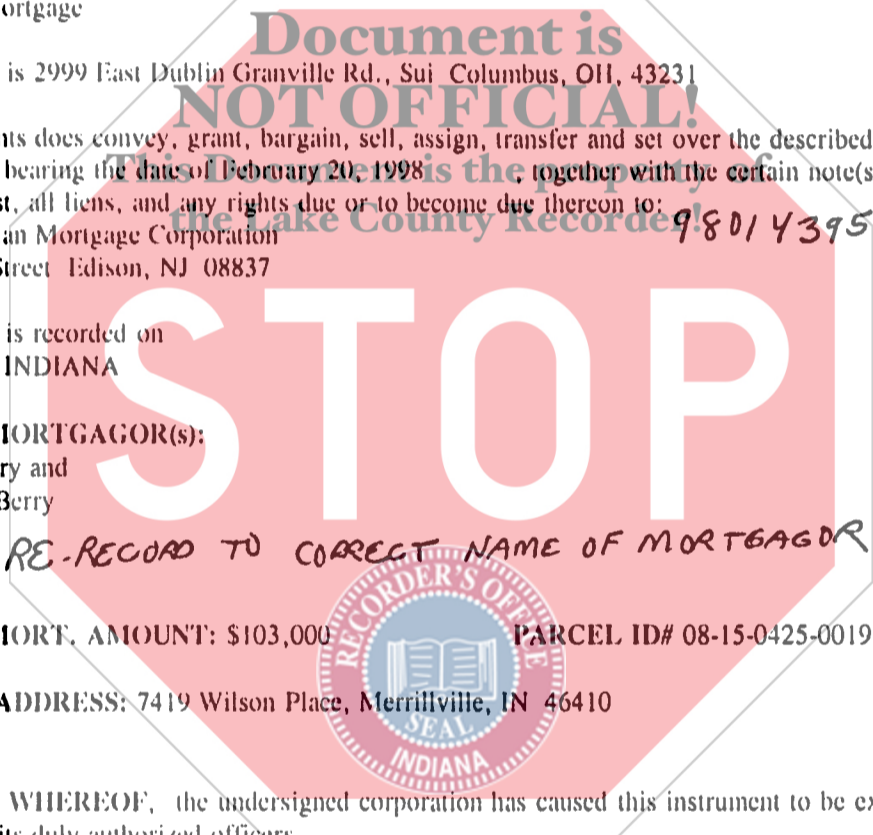 ortgage
Document is
is 2999 East Dublin Granville Rd., Sui Columbus, OH, 43231
NOT OFFICIAL!
nts does convey, grant, bargain, sell, assign, transfer and set over the described
bearing the date of February 20, 1998 , together with the certain note(s
This Document is the property of
st, all liens, and any rights due or to become due thereon to:
the Lake County Recorder!
98014395
an Mortgage Corporation
Street Edison, NJ 08837
is recorded on
INDIANA
STOP
MORTGAGOR(s):
ry and
Berry
RE-RECORD TO CORRECT NAME OF MORTGAGOR
RECORDER'S OFFICE
MORT. AMOUNT: $103,000 PARCEL ID# 08-15-0425-0019
ADDRESS: 7419 Wilson Place, Merrillville, IN 46410
SEAL
INDIANA
WHEREOF, the undersigned corporation has caused this instrument to be ex
its duly authorized officers